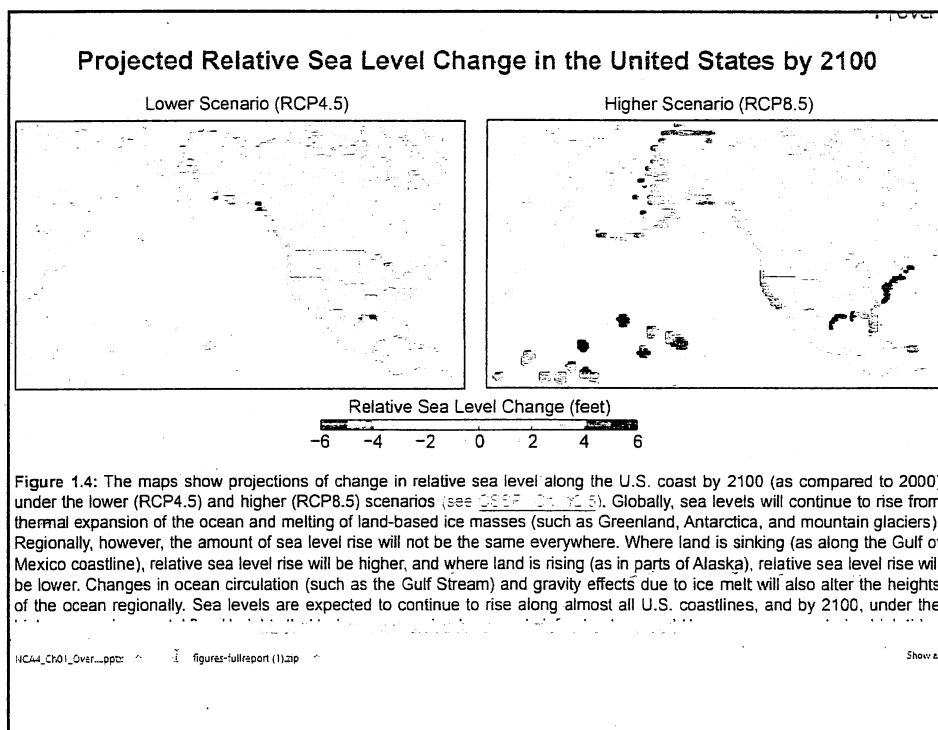 Projected Relative Sea Level Change in the United States by 2100
Lower Scenario (RCP4.5)
Higher Scenario (RCP8.5)
Relative Sea Level Change (feet)
−6 −4 −2 0 2 4 6
Figure 1.4: The maps show projections of change in relative sea level along the U.S. coast by 2100 (as compared to 2000)
under the lower (RCP4.5) and higher (RCP8.5) scenarios (see Ch. ). Globally, sea levels will continue to rise from
thermal expansion of the ocean and melting of land-based ice masses (such as Greenland, Antarctica, and mountain glaciers)
Regionally, however, the amount of sea level rise will not be the same everywhere. Where land is sinking (as along the Gulf of
Mexico coastline), relative sea level rise will be higher, and where land is rising (as in parts of Alaska), relative sea level rise wil
be lower. Changes in ocean circulation (such as the Gulf Stream) and gravity effects due to ice melt will also alter the heights
of the ocean regionally. Sea levels are expected to continue to rise along almost all U.S. coastlines, and by 2100, under the
NCA4_Ch01_Over....pptx
figures-fullreport (1).zip
Show a